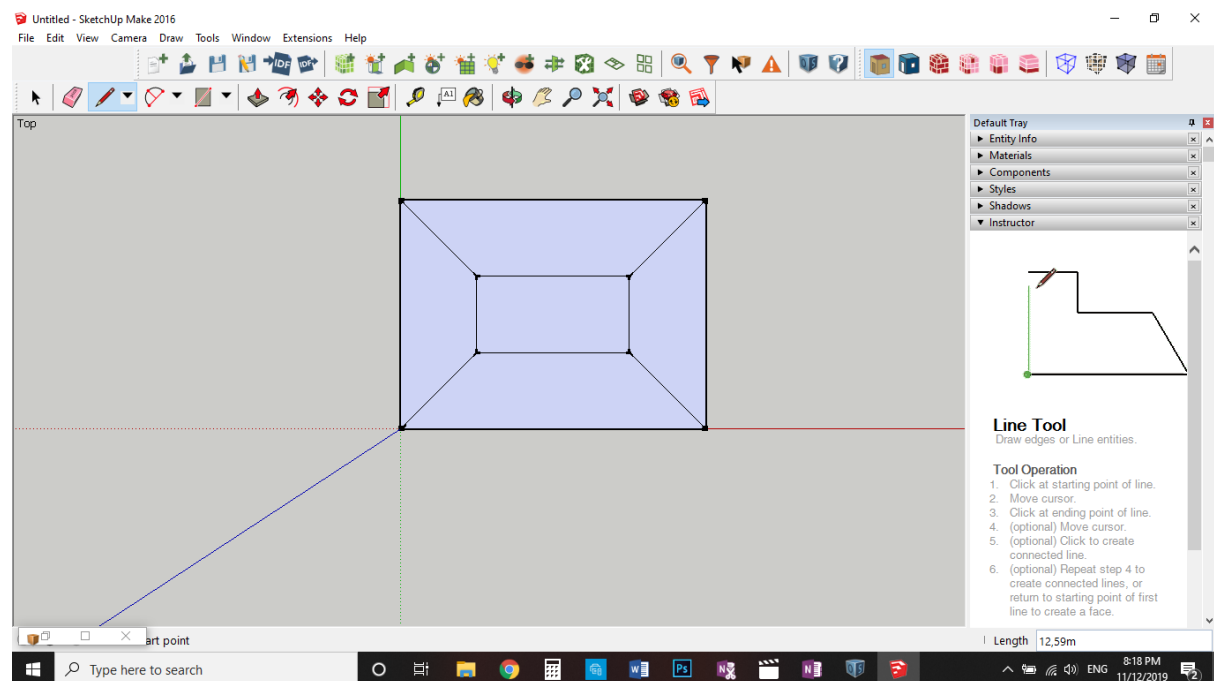 Untitled - SketchUp Make 2016
File Edit View Camera Draw Tools Window Extensions Help
IDF IDF
A1
Top
Default Tray
Entity Info
Materials
Components
Styles
Shadows
Instructor
Line Tool
Draw edges or Line entities.
Tool Operation
1. Click at starting point of line.
2. Move cursor.
3. Click at ending point of line.
4. (optional) Move cursor.
5. (optional) Click to create
connected line.
6. (optional) Repeat step 4 to
create connected lines, or
return to starting point of first
line to create a face.
art point
Length 12,59m
Type here to search
Ps
ENG
8:18 PM
11/12/2019
2